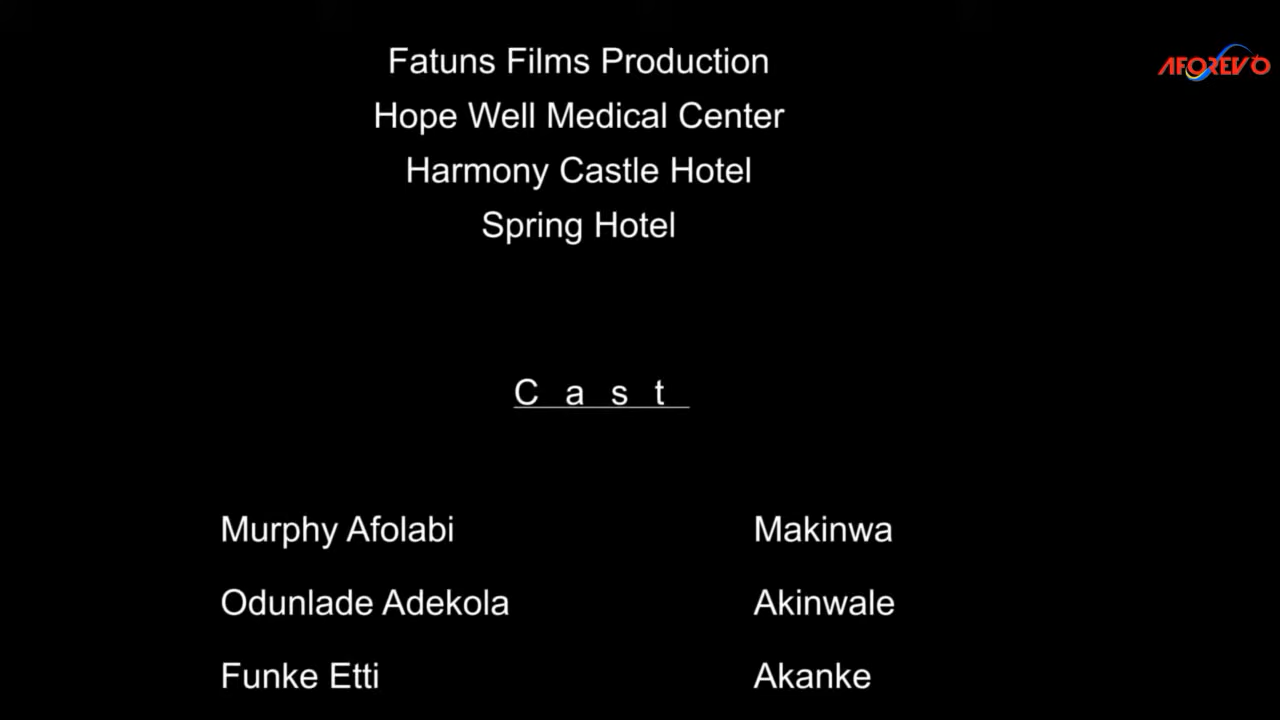 Fatuns Films Production
AFOREVO
Hope Well Medical Center
Harmony Castle Hotel
Spring Hotel
Cast
Murphy Afolabi Makinwa
Odunlade Adekola Akinwale
Funke Etti Akanke